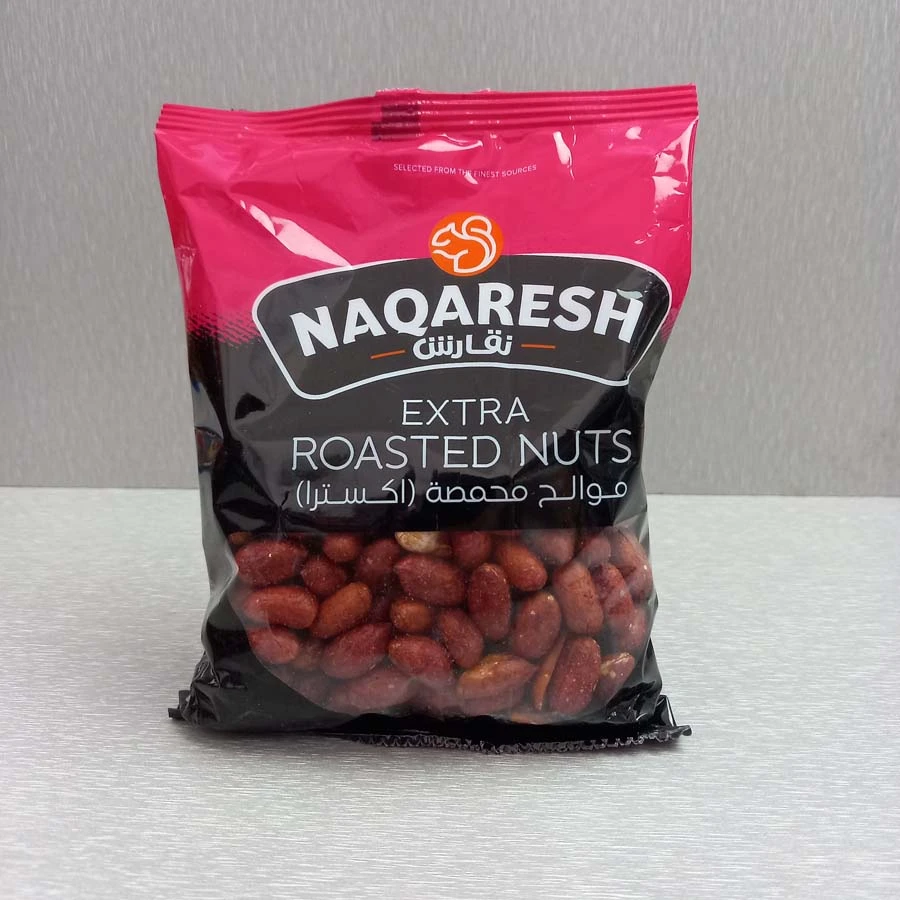 SELECTED FROM THE FINEST SOURCES
NAQARESH
نقارش
EXTRA
ROASTED NUTS
موالح محمصة (اكسترا)